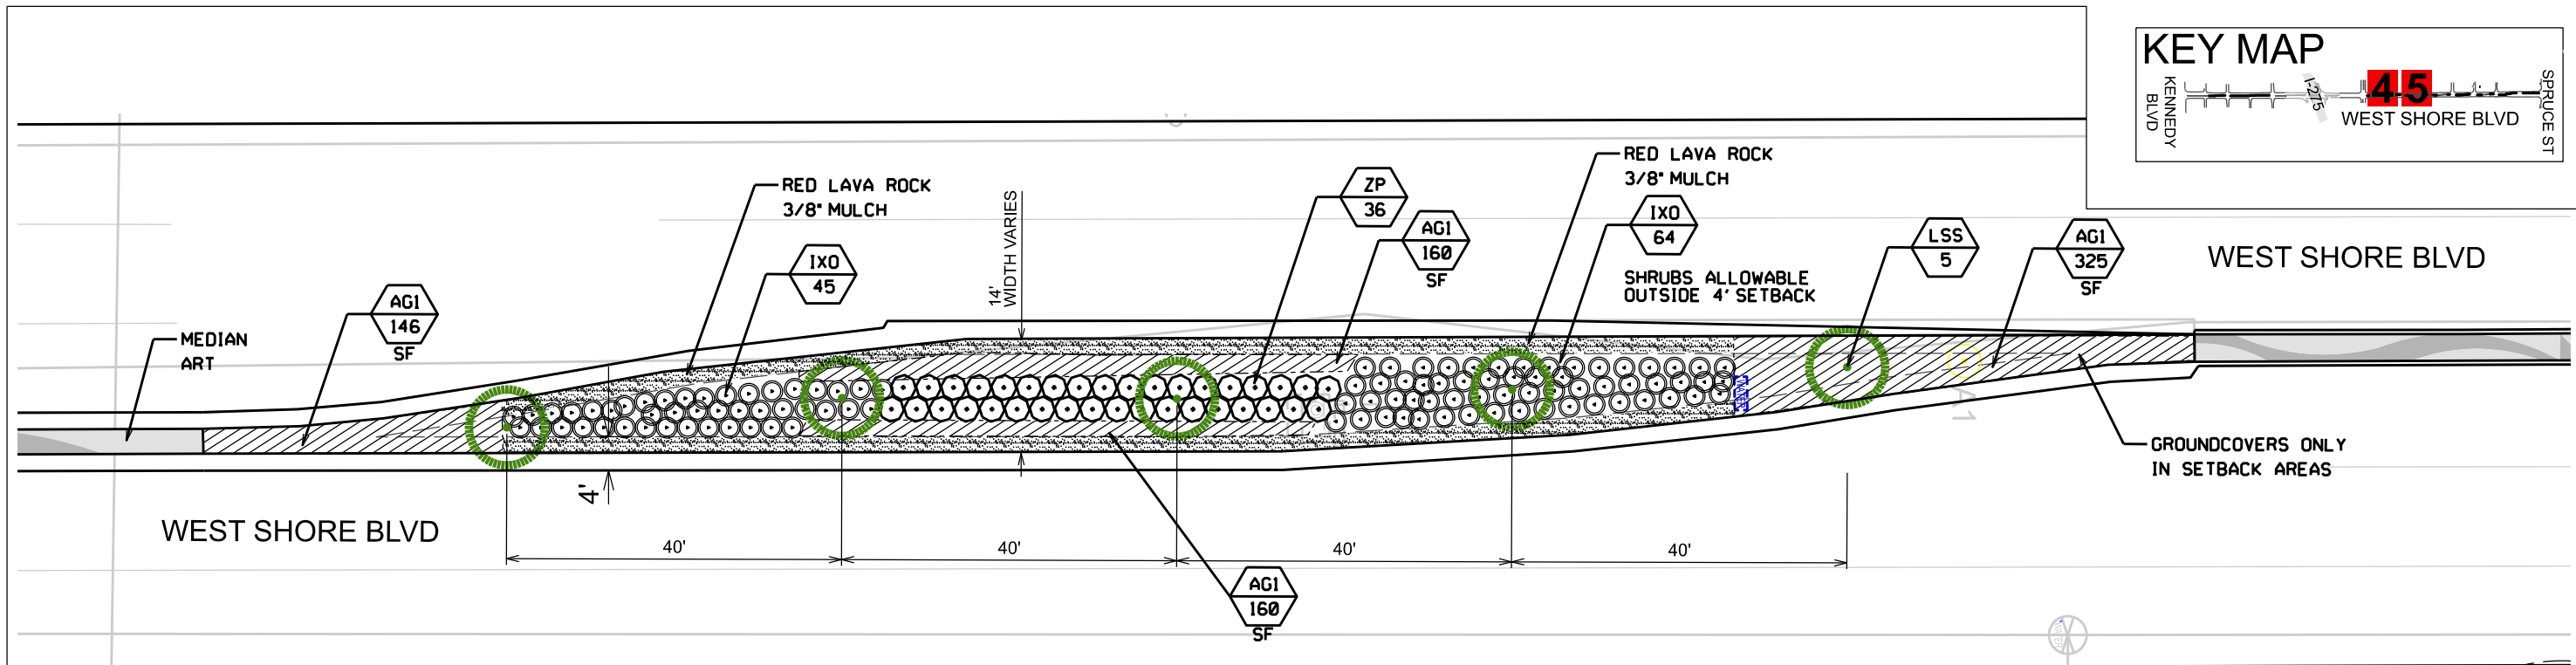 KEY MAP
KENNEDY
BLVD
I-275
4
5
WEST SHORE BLVD
SPRUCE ST
RED LAVA ROCK
3/8" MULCH
RED LAVA ROCK
3/8" MULCH
ZP
36
AG1
160
SF
IXO
64
SHRUBS ALLOWABLE
OUTSIDE 4' SETBACK
LSS
5
AG1
325
SF
WEST SHORE BLVD
14'
WIDTH VARIES
IXO
45
AG1
146
SF
MEDIAN
ART
A1
GROUNDCOVERS ONLY
IN SETBACK AREAS
4'
WEST SHORE BLVD
40'
40'
40'
40'
AG1
160
SF